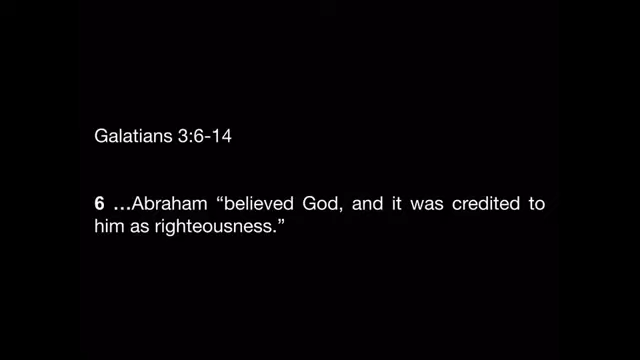 Galatians 3:6-14
6 …Abraham “believed God, and it was credited to
him as righteousness.”